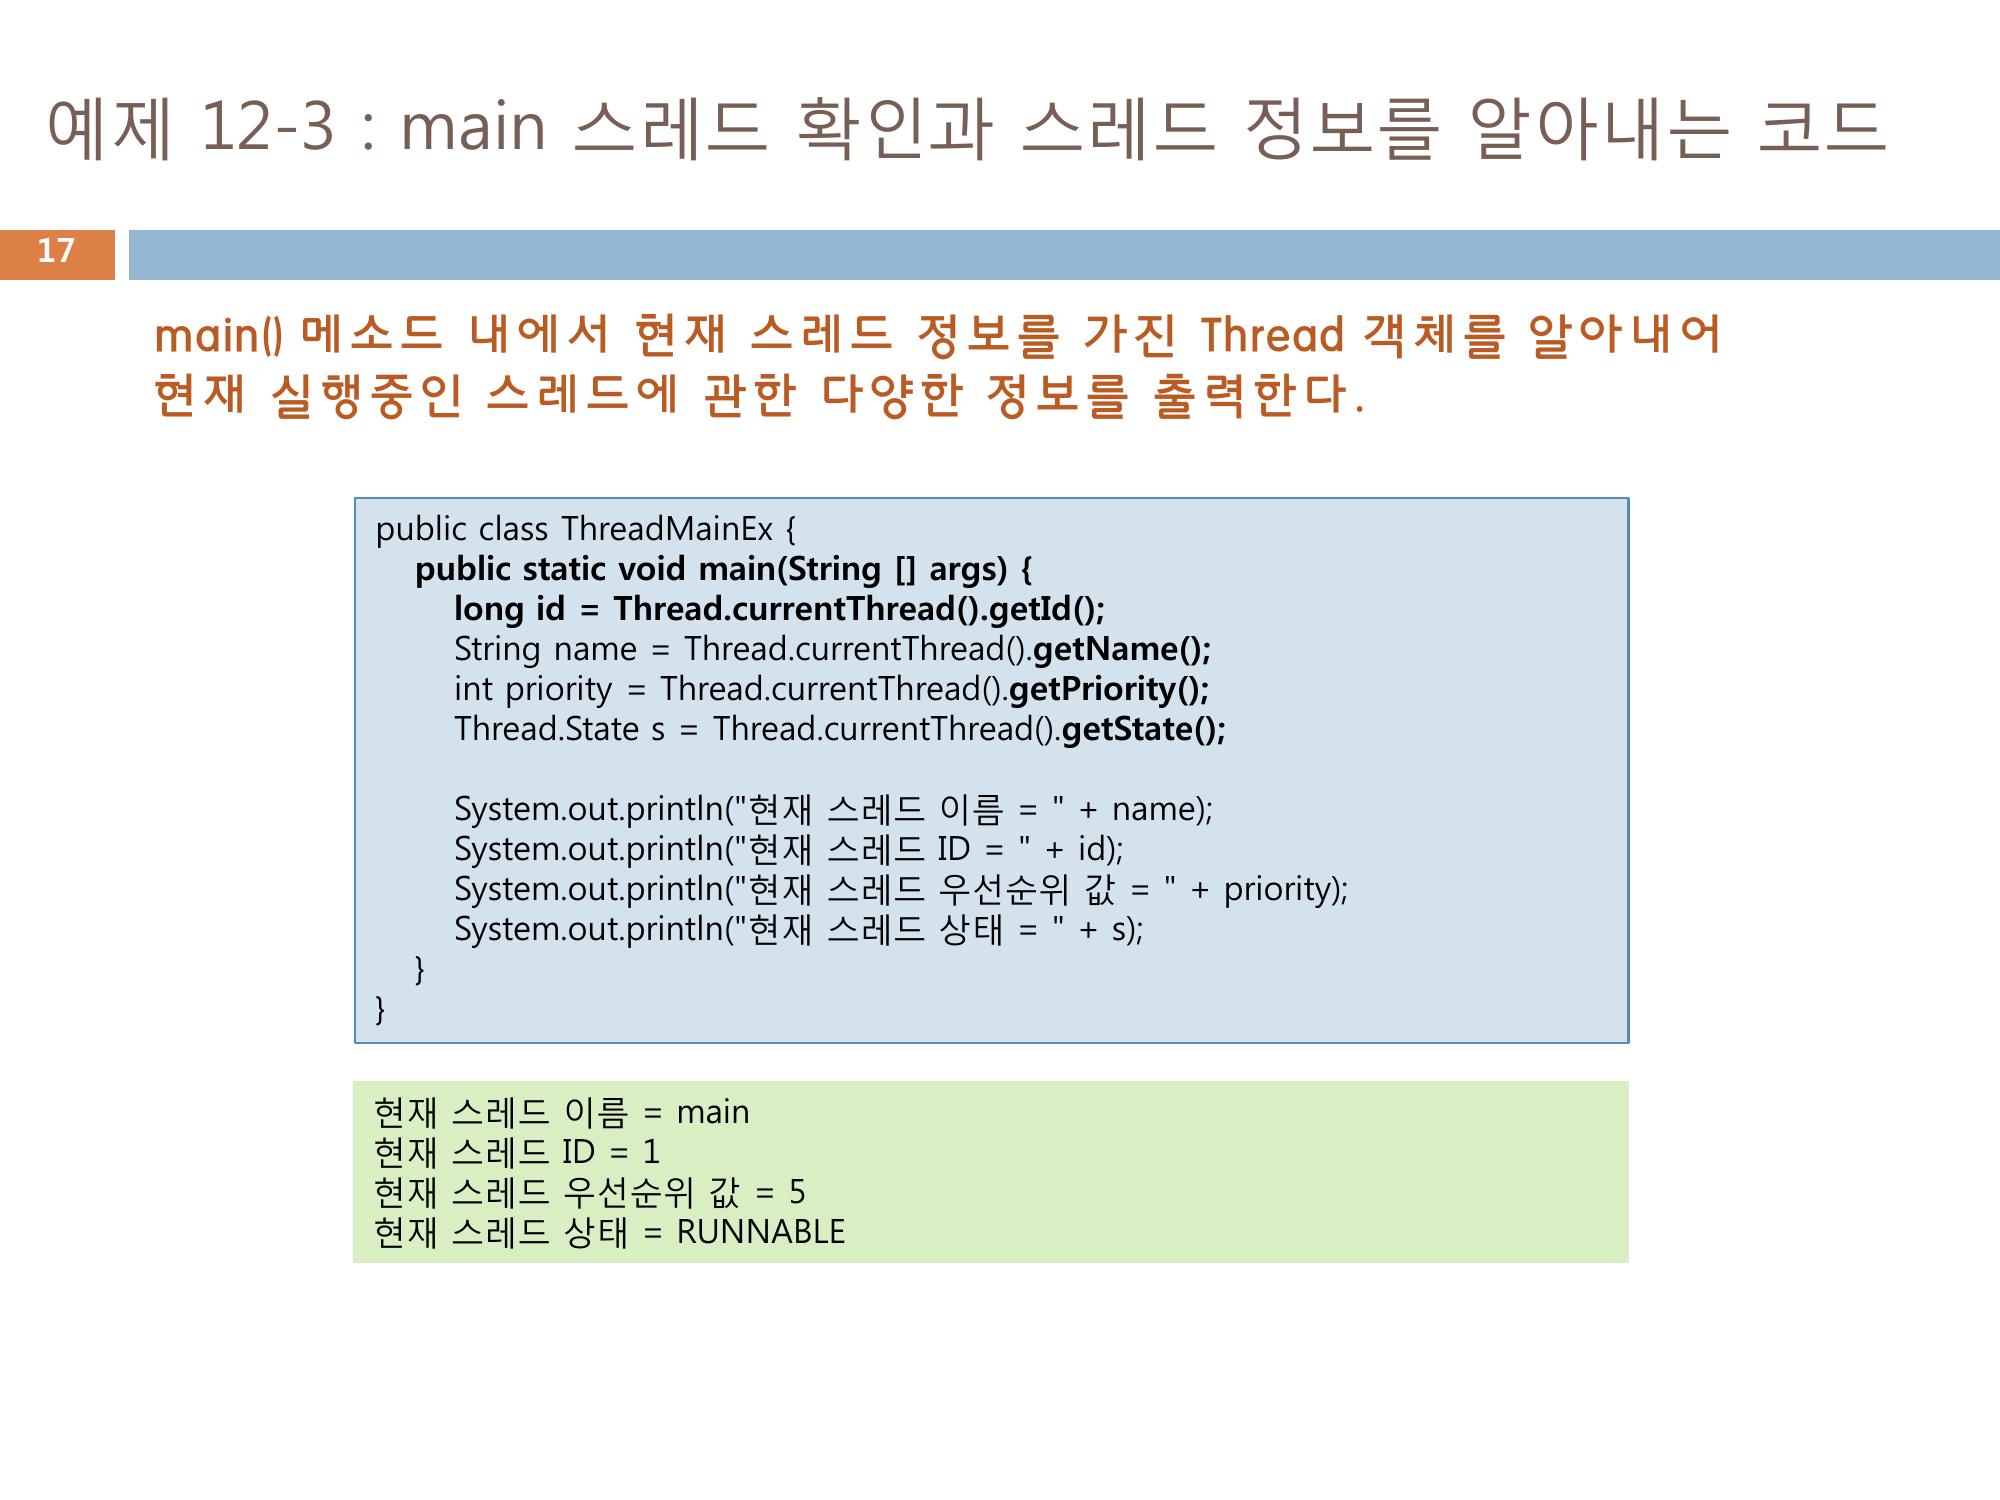 예제 12-3 : main 스레드 확인과 스레드 정보를 알아내는 코드
17
main() 메소드 내에서 현재 스레드 정보를 가진 Thread 객체를 알아내어
현재 실행중인 스레드에 관한 다양한 정보를 출력한다.
public class ThreadMainEx {
public static void main(String [] args) {
long id = Thread.currentThread().getId();
String name = Thread.currentThread().getName();
int priority = Thread.currentThread().getPriority();
Thread.State s = Thread.currentThread().getState();
System.out.println("현재 스레드 이름 = " + name);
System.out.println("현재 스레드 ID = " + id);
System.out.println("현재 스레드 우선순위 값 = " + priority);
System.out.println("현재 스레드 상태 = " + s);
}
}
현재 스레드 이름 = main
현재 스레드 ID = 1
현재 스레드 우선순위 값 = 5
현재 스레드 상태 = RUNNABLE